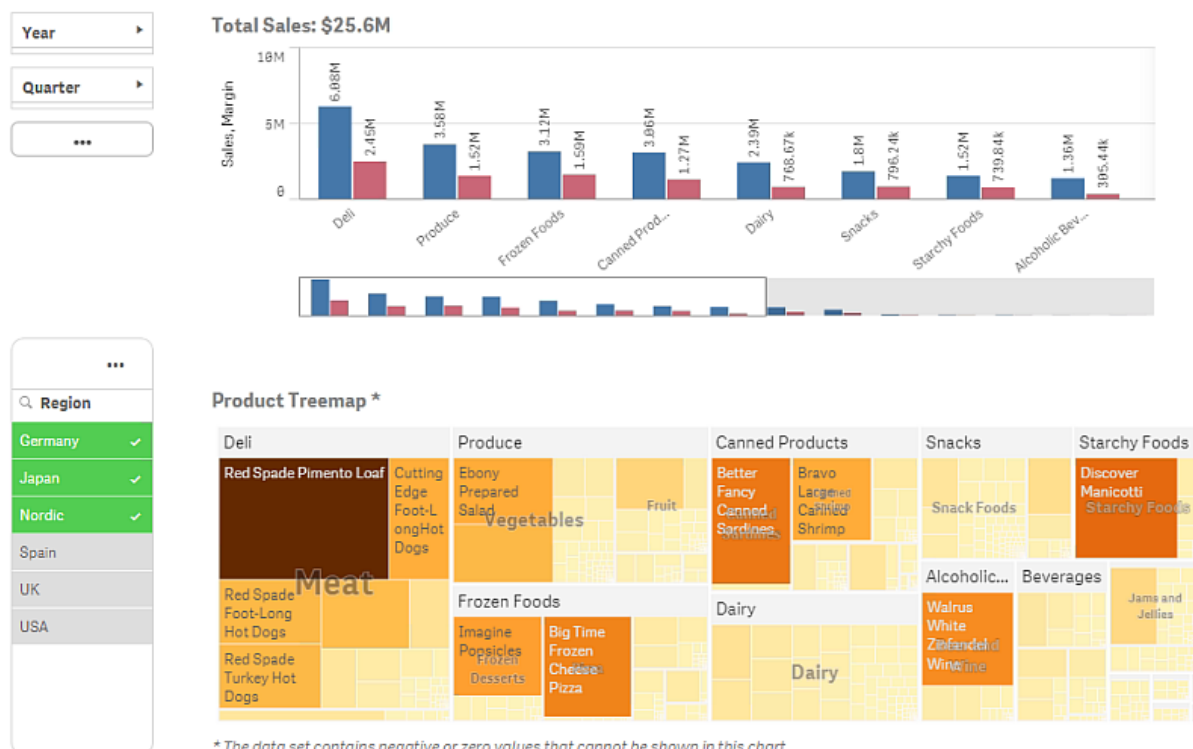 Year
Quarter
...
Total Sales: $25.6M
Sales, Margin
10M
5M
0
6.08M
2.45M
3.58M
1.52M
3.12M
1.59M
3.06M
1.27M
2.39M
768.67k
1.8M
796.24k
1.52M
739.84k
1.36M
305.44k
Deli
Produce
Frozen Foods
Canned Prod...
Dairy
Snacks
Starchy Foods
Alcoholic Bev...
...
Region
Germany
Japan
Nordic
Spain
UK
USA
Product Treemap *
Deli
Red Spade Pimento Loaf
Cutting
Edge
Foot-L
ongHot
Dogs
Meat
Red Spade
Foot-Long
Hot Dogs
Red Spade
Turkey Hot
Dogs
Produce
Ebony
Prepared
Salad
Vegetables
Fruit
Frozen Foods
Imagine
Popsicles
Frozen
Desserts
Big Time
Frozen
Cheese
Pizza
Canned Products
Better
Fancy
Canned
Sardines
Sardines
Bravo
Large
Canned
Shrimp
Shrimp
Dairy
Dairy
Snacks
Snack Foods
Starchy Foods
Discover
Manicotti
Starchy Foods
Alcoholic...
Walrus
White
Zinfandel
Wine
Wine
Beverages
Jams and
Jellies
* The data set contains negative or zero values that cannot be shown in this chart.